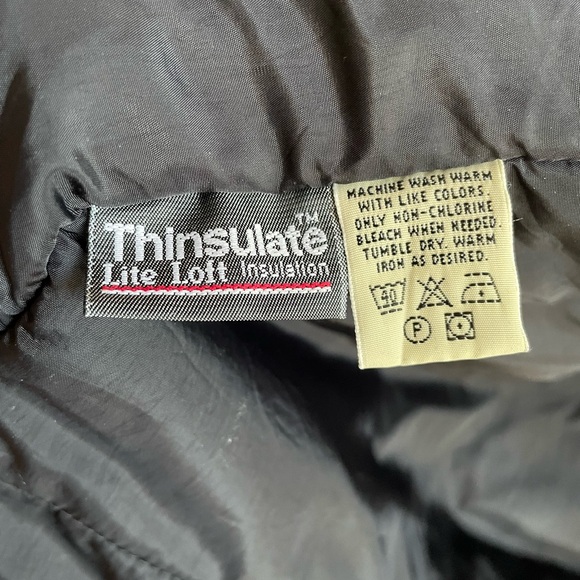 Thinsulate™
Lite Loft Insulation
MACHINE WASH WARM
WITH LIKE COLORS.
ONLY NON-CHLORINE
BLEACH WHEN NEEDED.
TUMBLE DRY. WARM
IRON AS DESIRED.
40
P